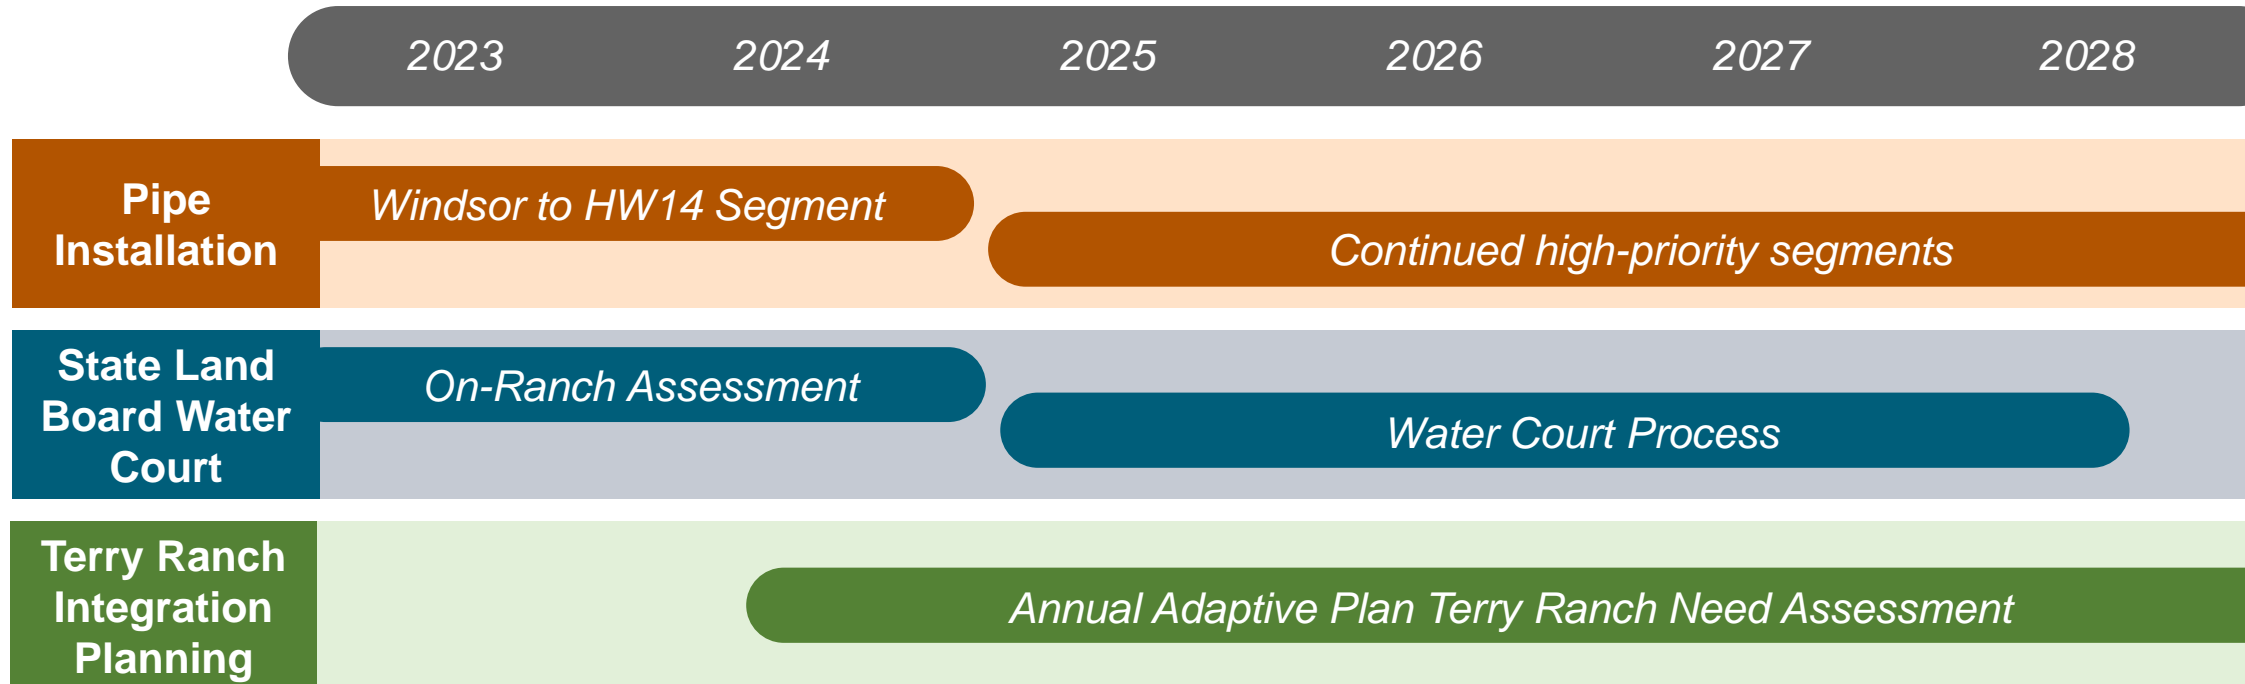 2023 2024 2025 2026 2027 2028
Pipe
Installation
Windsor to HW14 Segment
Continued high-priority segments
State Land
Board Water
Court
On-Ranch Assessment
Water Court Process
Terry Ranch
Integration
Planning
Annual Adaptive Plan Terry Ranch Need Assessment